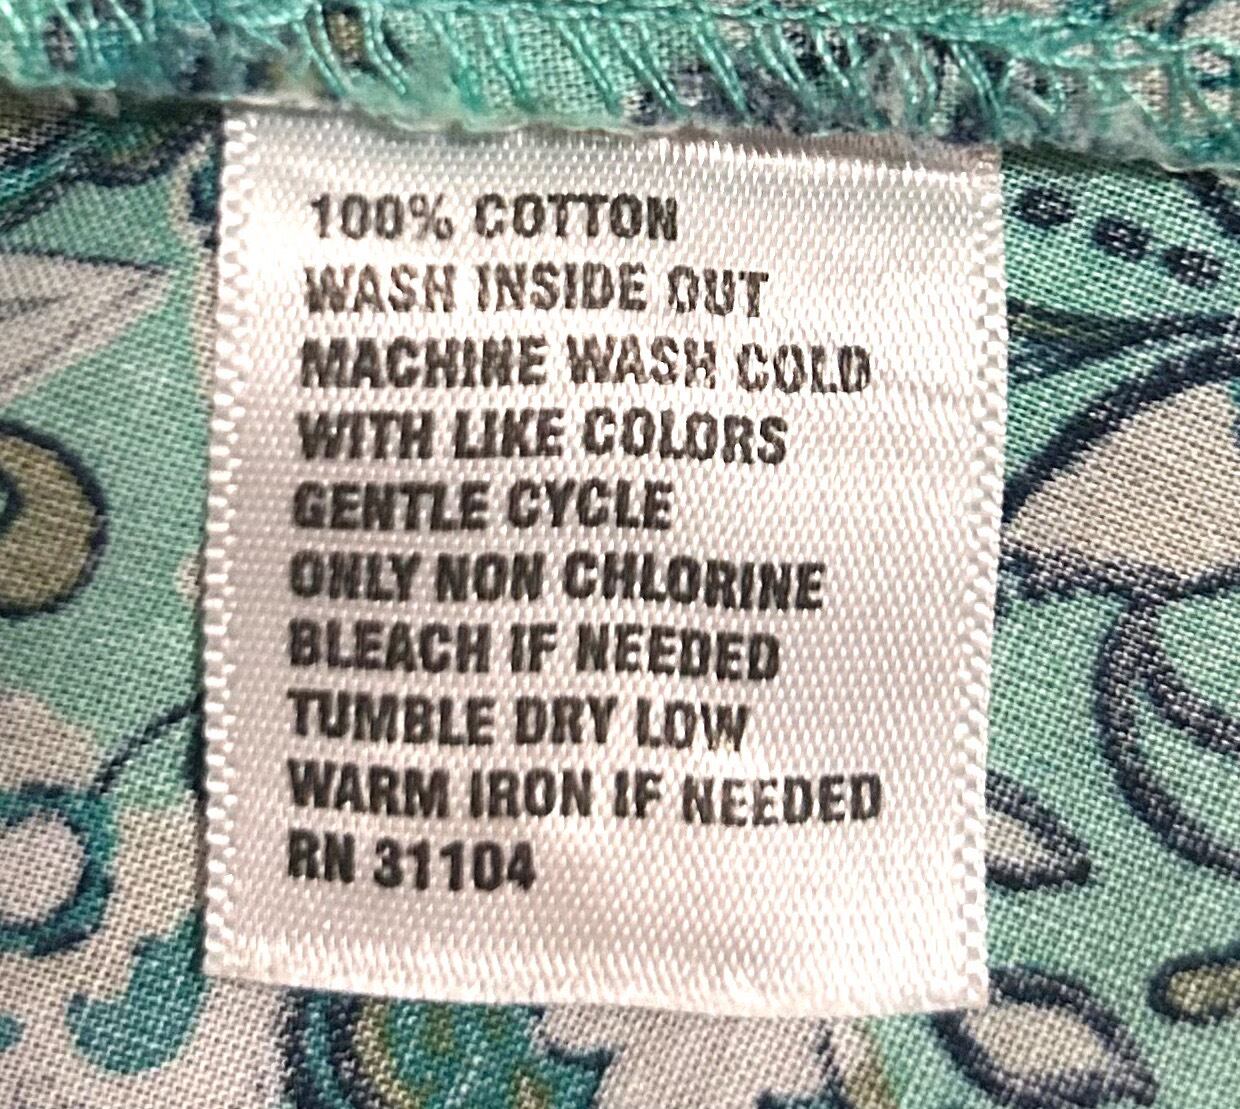 100% COTTON
WASH INSIDE OUT
MACHINE WASH COLD
WITH LIKE COLORS
GENTLE CYCLE
ONLY NON CHLORINE
BLEACH IF NEEDED
TUMBLE DRY LOW
WARM IRON IF NEEDED
RN 31104